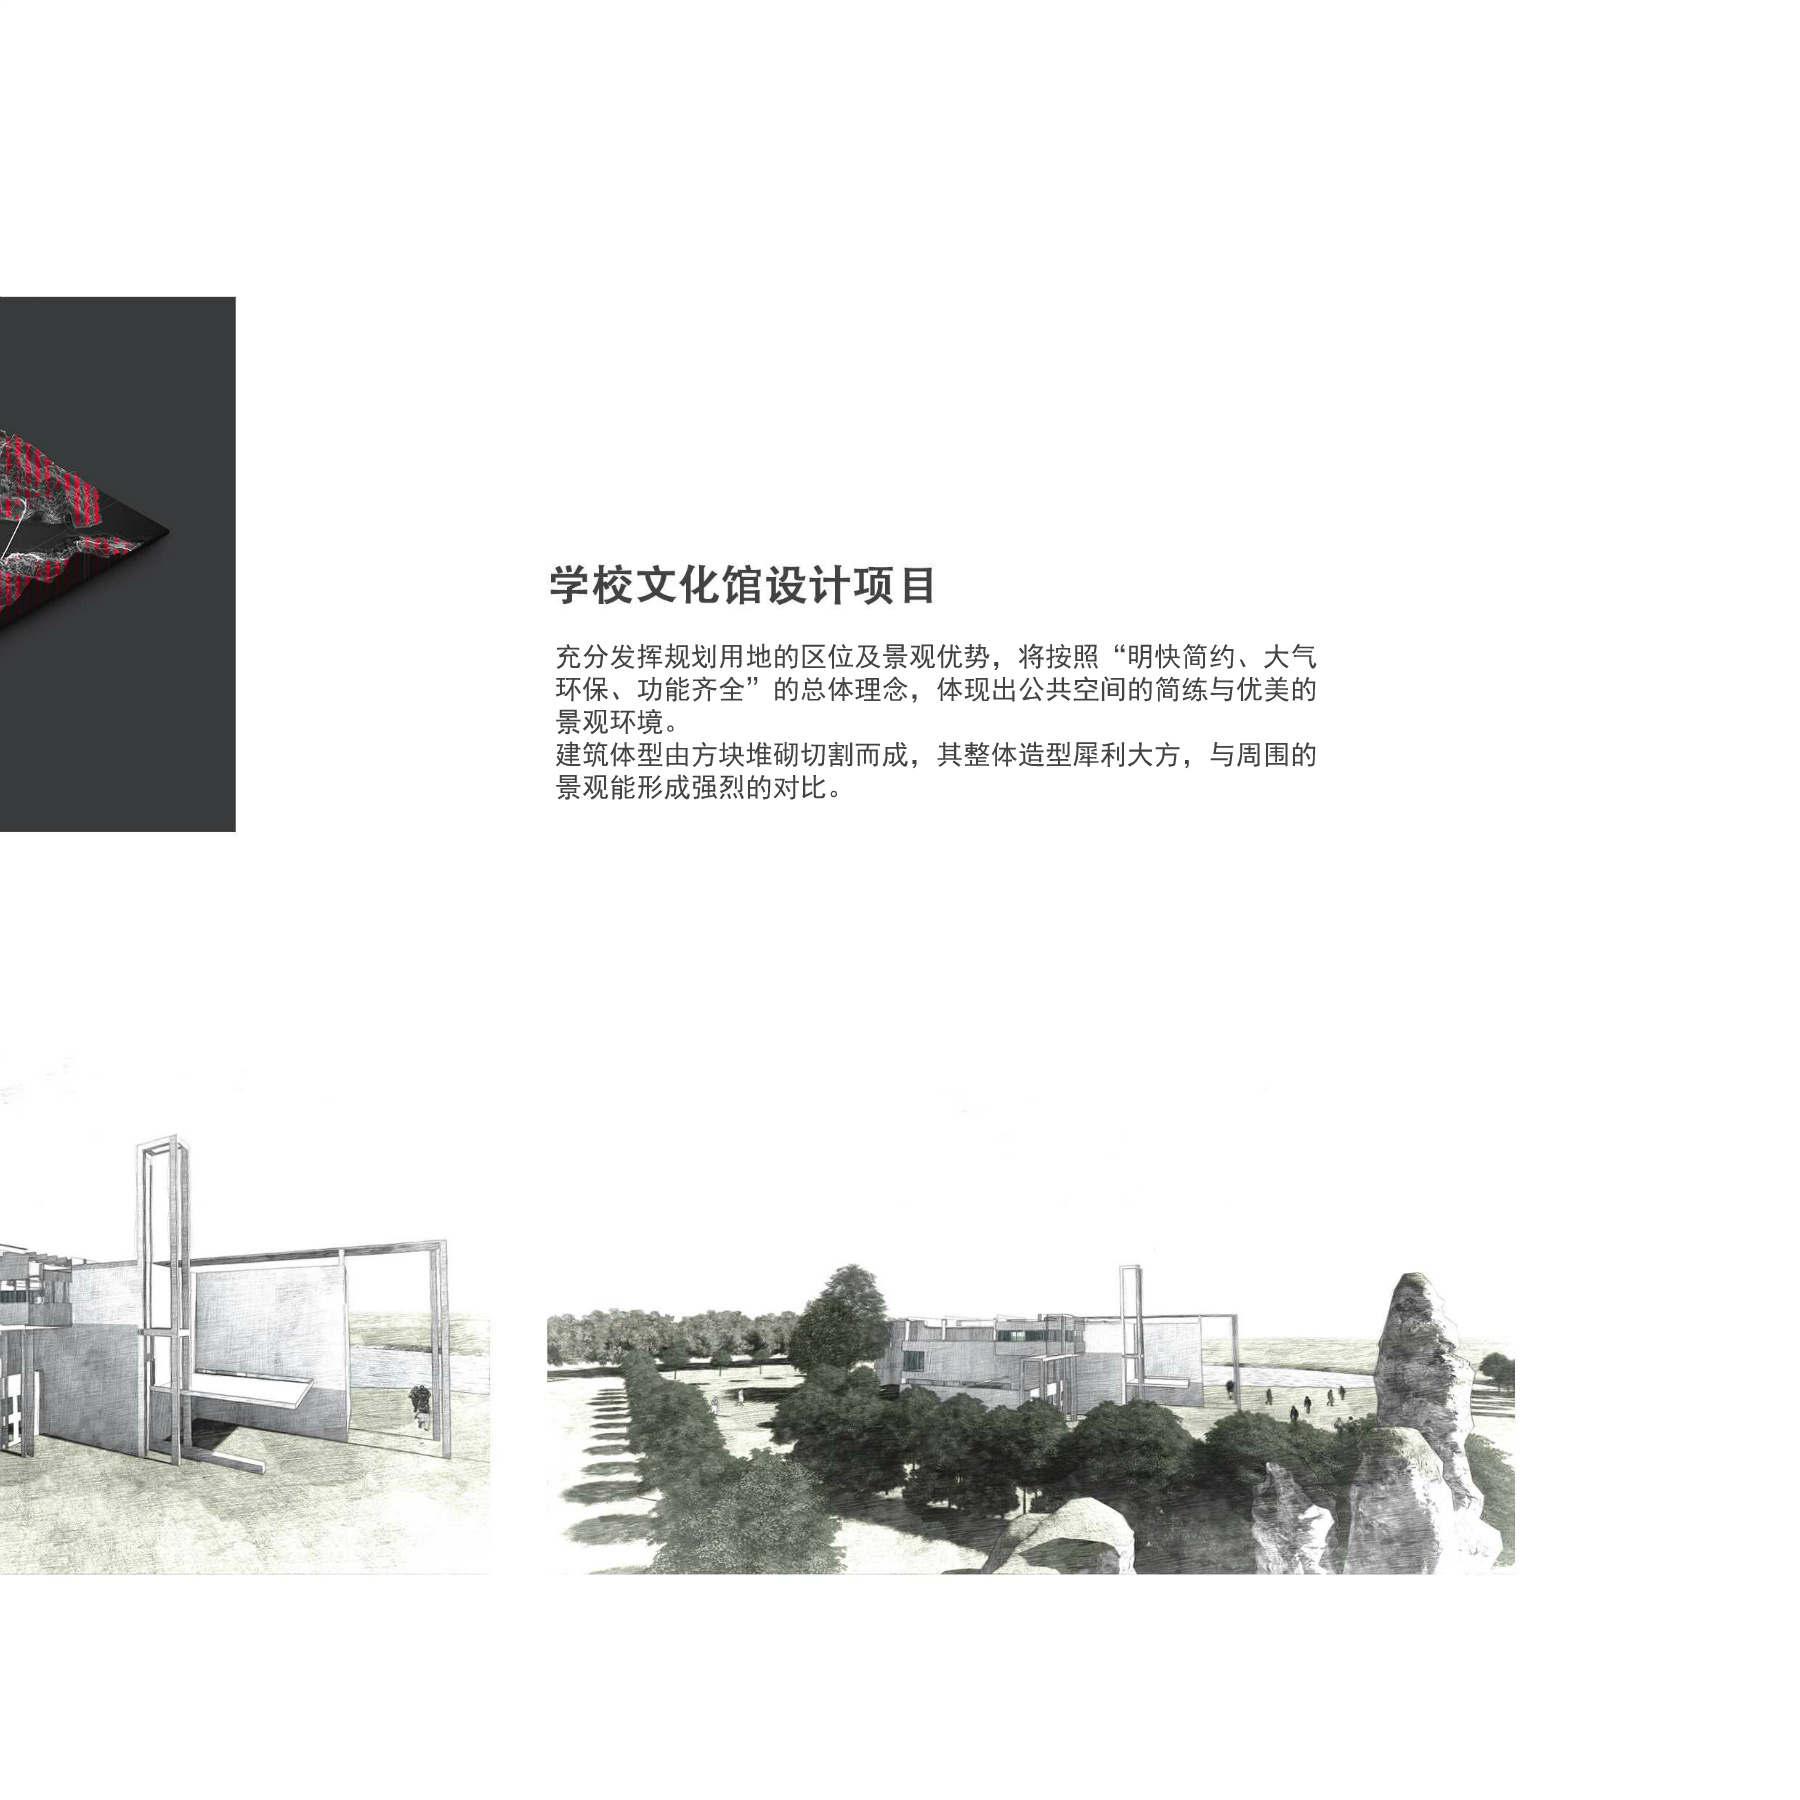 学校文化馆设计项目
充分发挥规划用地的区位及景观优势，将按照“明快简约、大气
环保、功能齐全”的总体理念，体现出公共空间的简练与优美的
景观环境。
建筑体型由方块堆砌切割而成，其整体造型犀利大方，与周围的
景观能形成强烈的对比。